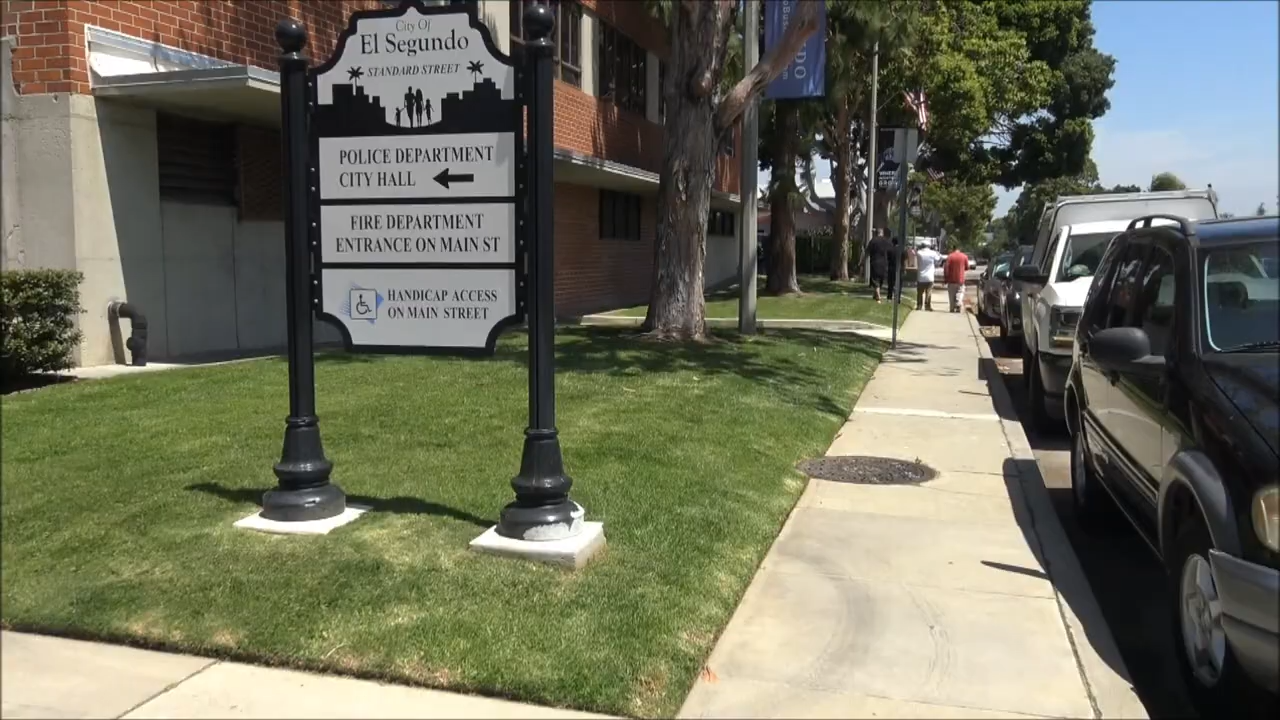 City Of
El Segundo
STANDARD STREET
POLICE DEPARTMENT
CITY HALL
FIRE DEPARTMENT
ENTRANCE ON MAIN ST
HANDICAP ACCESS
ON MAIN STREET